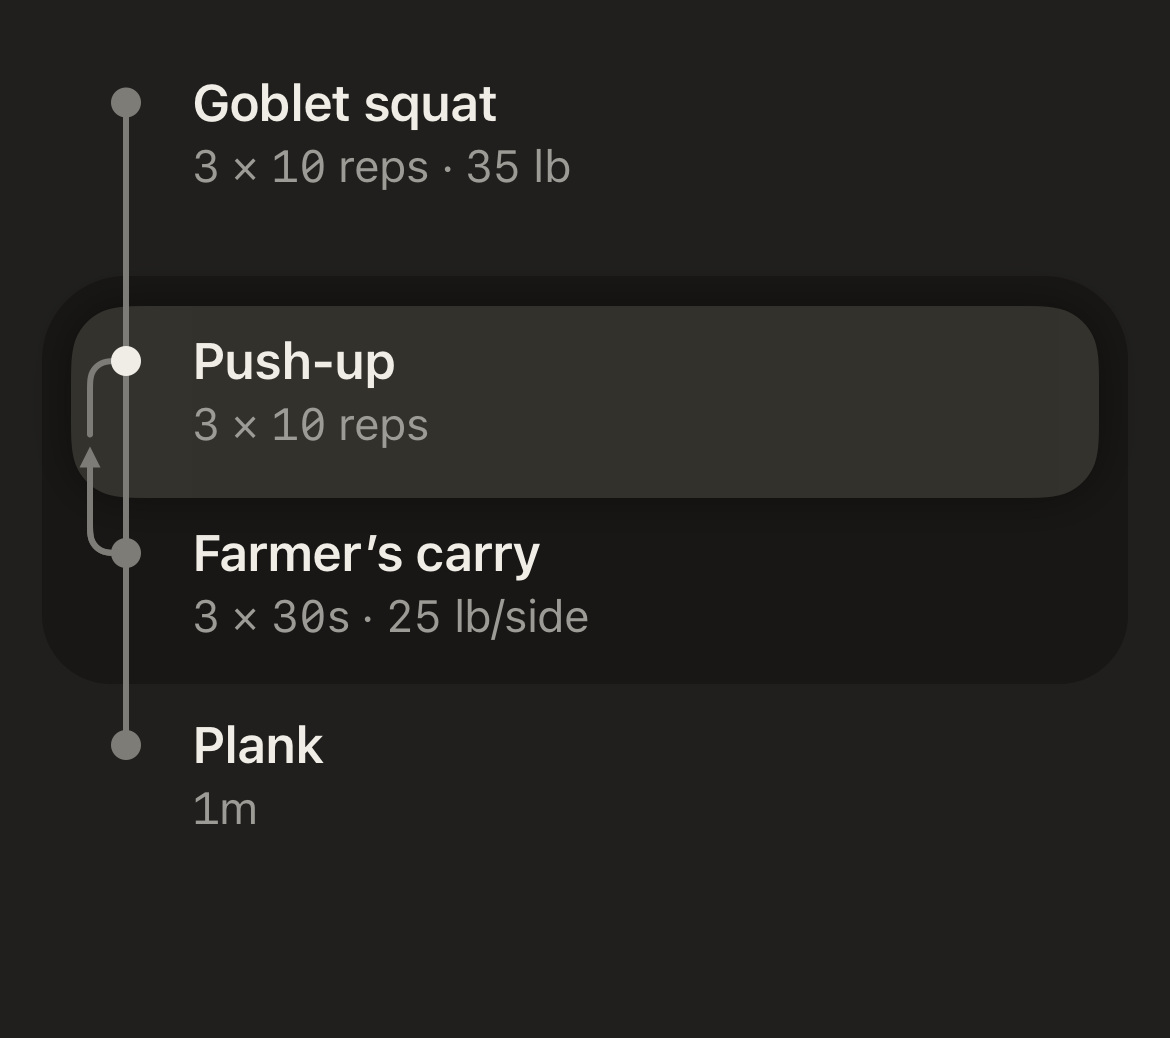 Goblet squat
3 × 10 reps · 35 lb
Push-up
3 × 10 reps
Farmer’s carry
3 × 30s · 25 lb/side
Plank
1m